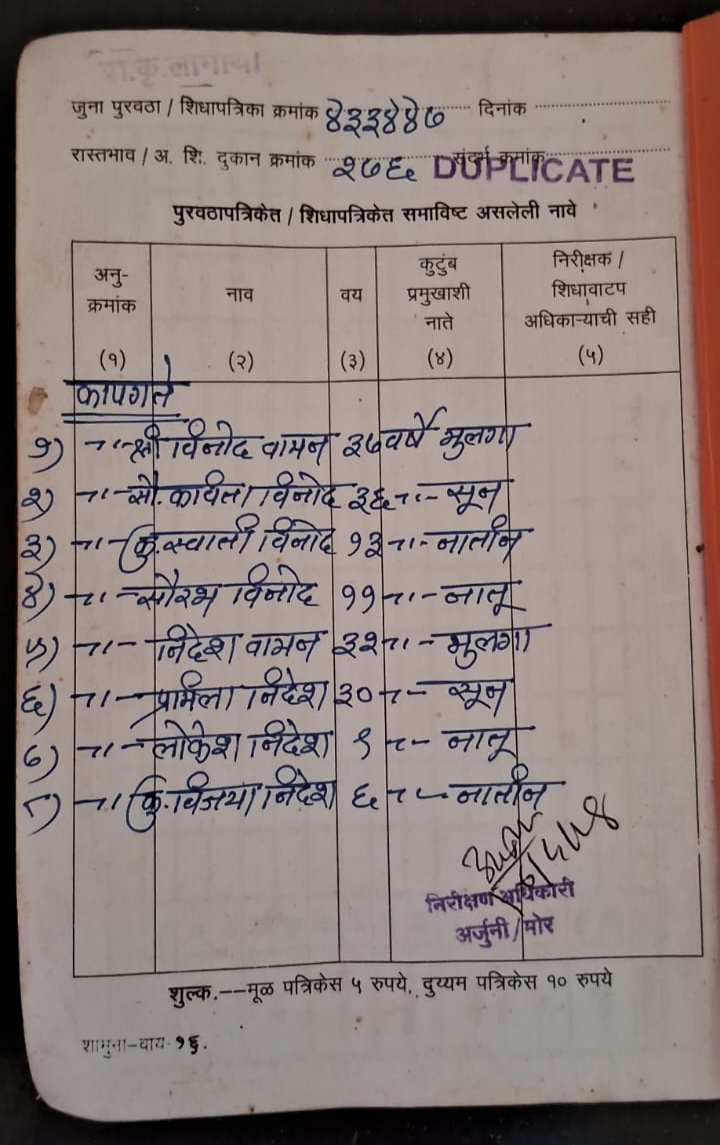 जुना पुरवठा / शिधापत्रिका क्रमांक ४३३४४७ दिनांक
रास्तभाव / अ. शि. दुकान क्रमांक २७६ संदर्भ क्रमांक
DUPLICATE
पुरवठापत्रिकेत / शिधापत्रिकेत समाविष्ट असलेली नावे
अनु-क्रमांक नाव वय कुटुंब प्रमुखाशी नाते निरीक्षक / शिधावाटप अधिकाऱ्याची सही
(१) (२) (३) (४) (५)
कापगते
१) –''– श्री विनोद वामन ३७ वर्षे मुलगा
२) –''– सौ. कविता विनोद ३६ –''– सून
३) –''– कु. स्वाती विनोद १३ –''– नातीन
४) –''– सौरभ विनोद ११ –''– नातू
५) –''– निदेश वामन ३२ –''– मुलगा
६) –''– प्रमिला निदेश ३० –''– सून
७) –''– लोकेश निदेश ९ –''– नातू
८) –''– कु. विजया निदेश ६ –''– नातीन
निरीक्षण अधिकारी
अर्जुनी / मोर
शुल्क.––मूळ पत्रिकेस ५ रुपये, दुय्यम पत्रिकेस १० रुपये
शामुना–वाय-१६.